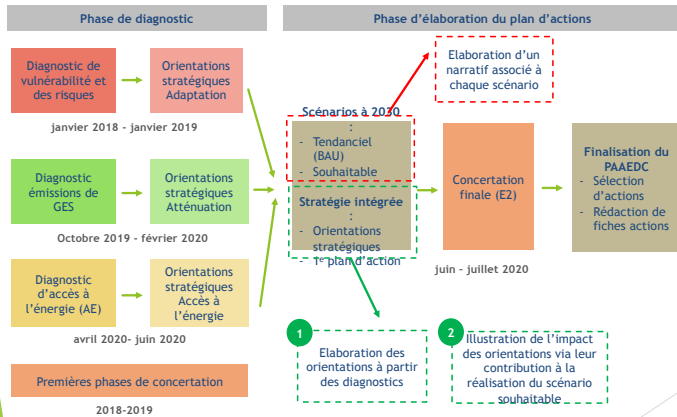 Phase de diagnostic
Phase d'élaboration du plan d'actions
Diagnostic
de vulnérabilité et
des risques
Orientations
stratégiques
Adaptation
janvier 2018 - janvier 2019
Diagnostic
émissions de
GES
Orientations
stratégiques
Atténuation
Octobre 2019 - février 2020
Diagnostic
d'accès à
l'énergie (AE)
Orientations
stratégiques
Accès à
l'énergie
avril 2020- juin 2020
Premières phases de concertation
2018-2019
Elaboration d'un
narratif associé à
chaque scénario
Scénarios à 2030
:
- Tendanciel
(BAU)
- Souhaitable
Stratégie intégrée
:
- Orientations
stratégiques
- 1er plan d'action
Concertation
finale (E2)
juin - juillet 2020
Finalisation du
PAAEDC
- Sélection
d'actions
- Rédaction de
fiches actions
1
Elaboration des
orientations à partir
des diagnostics
2
Illustration de l'impact
des orientations via leur
contribution à la
réalisation du scénario
souhaitable